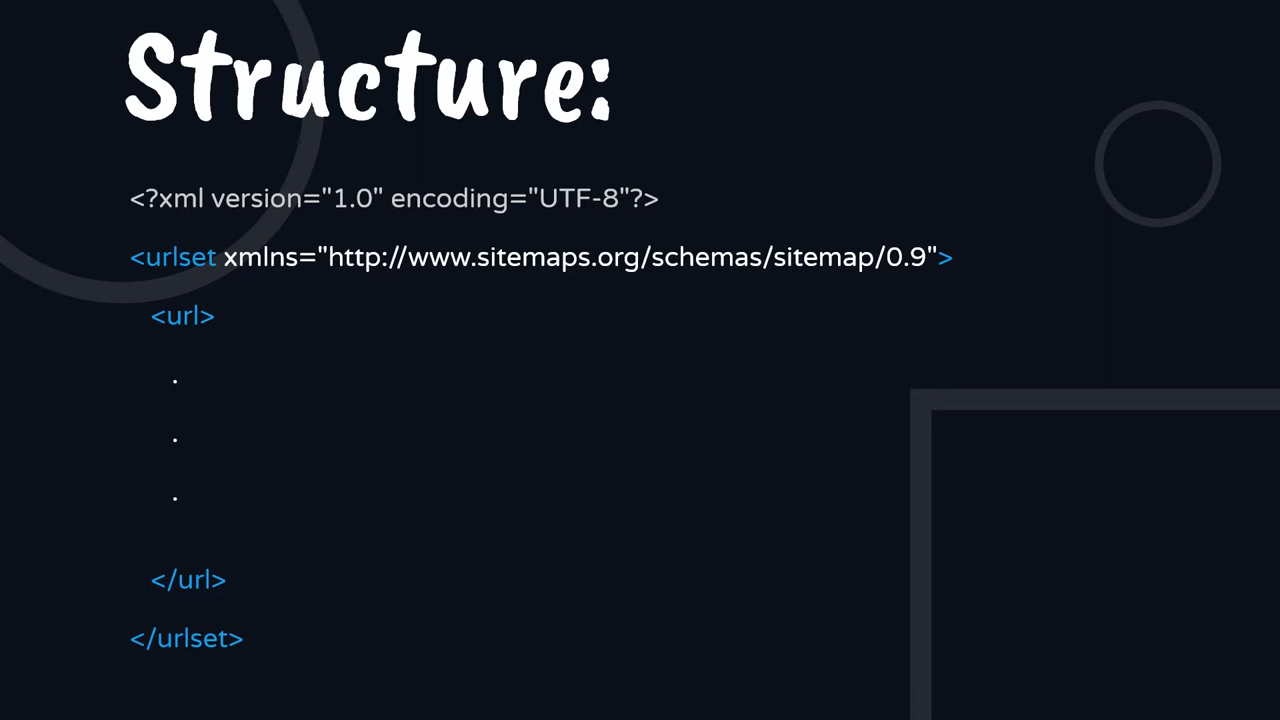 Structure:
<?xml version="1.0" encoding="UTF-8"?>
<urlset xmlns="http://www.sitemaps.org/schemas/sitemap/0.9">
<url>
.
.
.
</url>
</urlset>